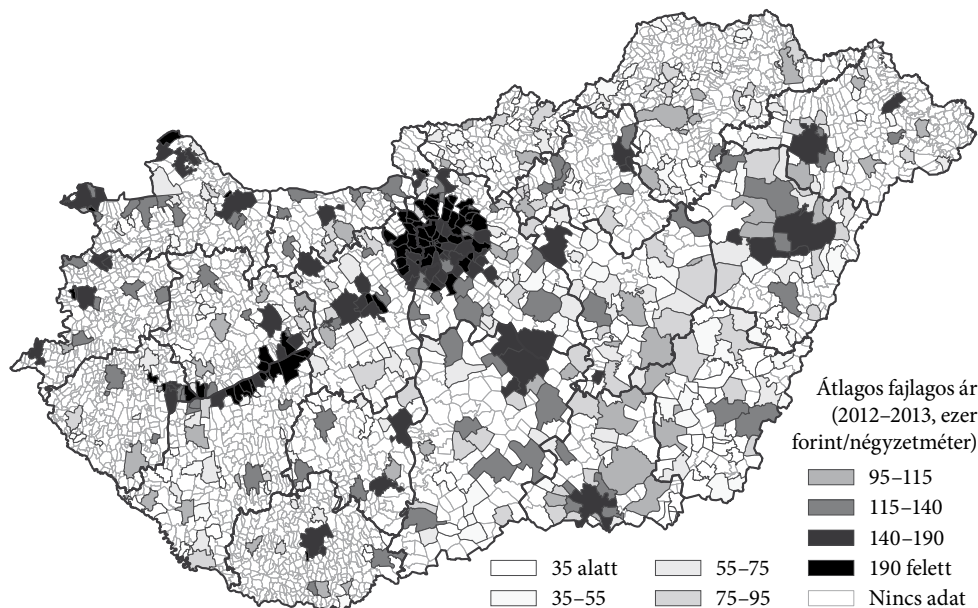 Átlagos fajlagos ár
(2012–2013, ezer
forint/négyzetméter)
95–115
115–140
140–190
35 alatt
55–75
190 felett
35–55
75–95
Nincs adat